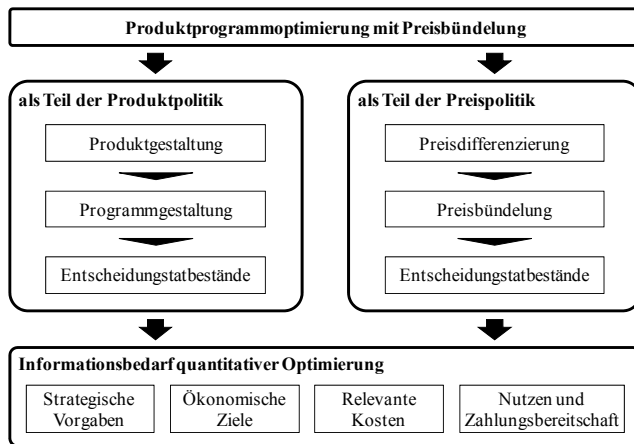 Produktprogrammoptimierung mit Preisbündelung
als Teil der Produktpolitik
Produktgestaltung
Programmgestaltung
Entscheidungstatbestände
als Teil der Preispolitik
Preisdifferenzierung
Preisbündelung
Entscheidungstatbestände
Informationsbedarf quantitativer Optimierung
Strategische
Vorgaben
Ökonomische
Ziele
Relevante
Kosten
Nutzen und
Zahlungsbereitschaft